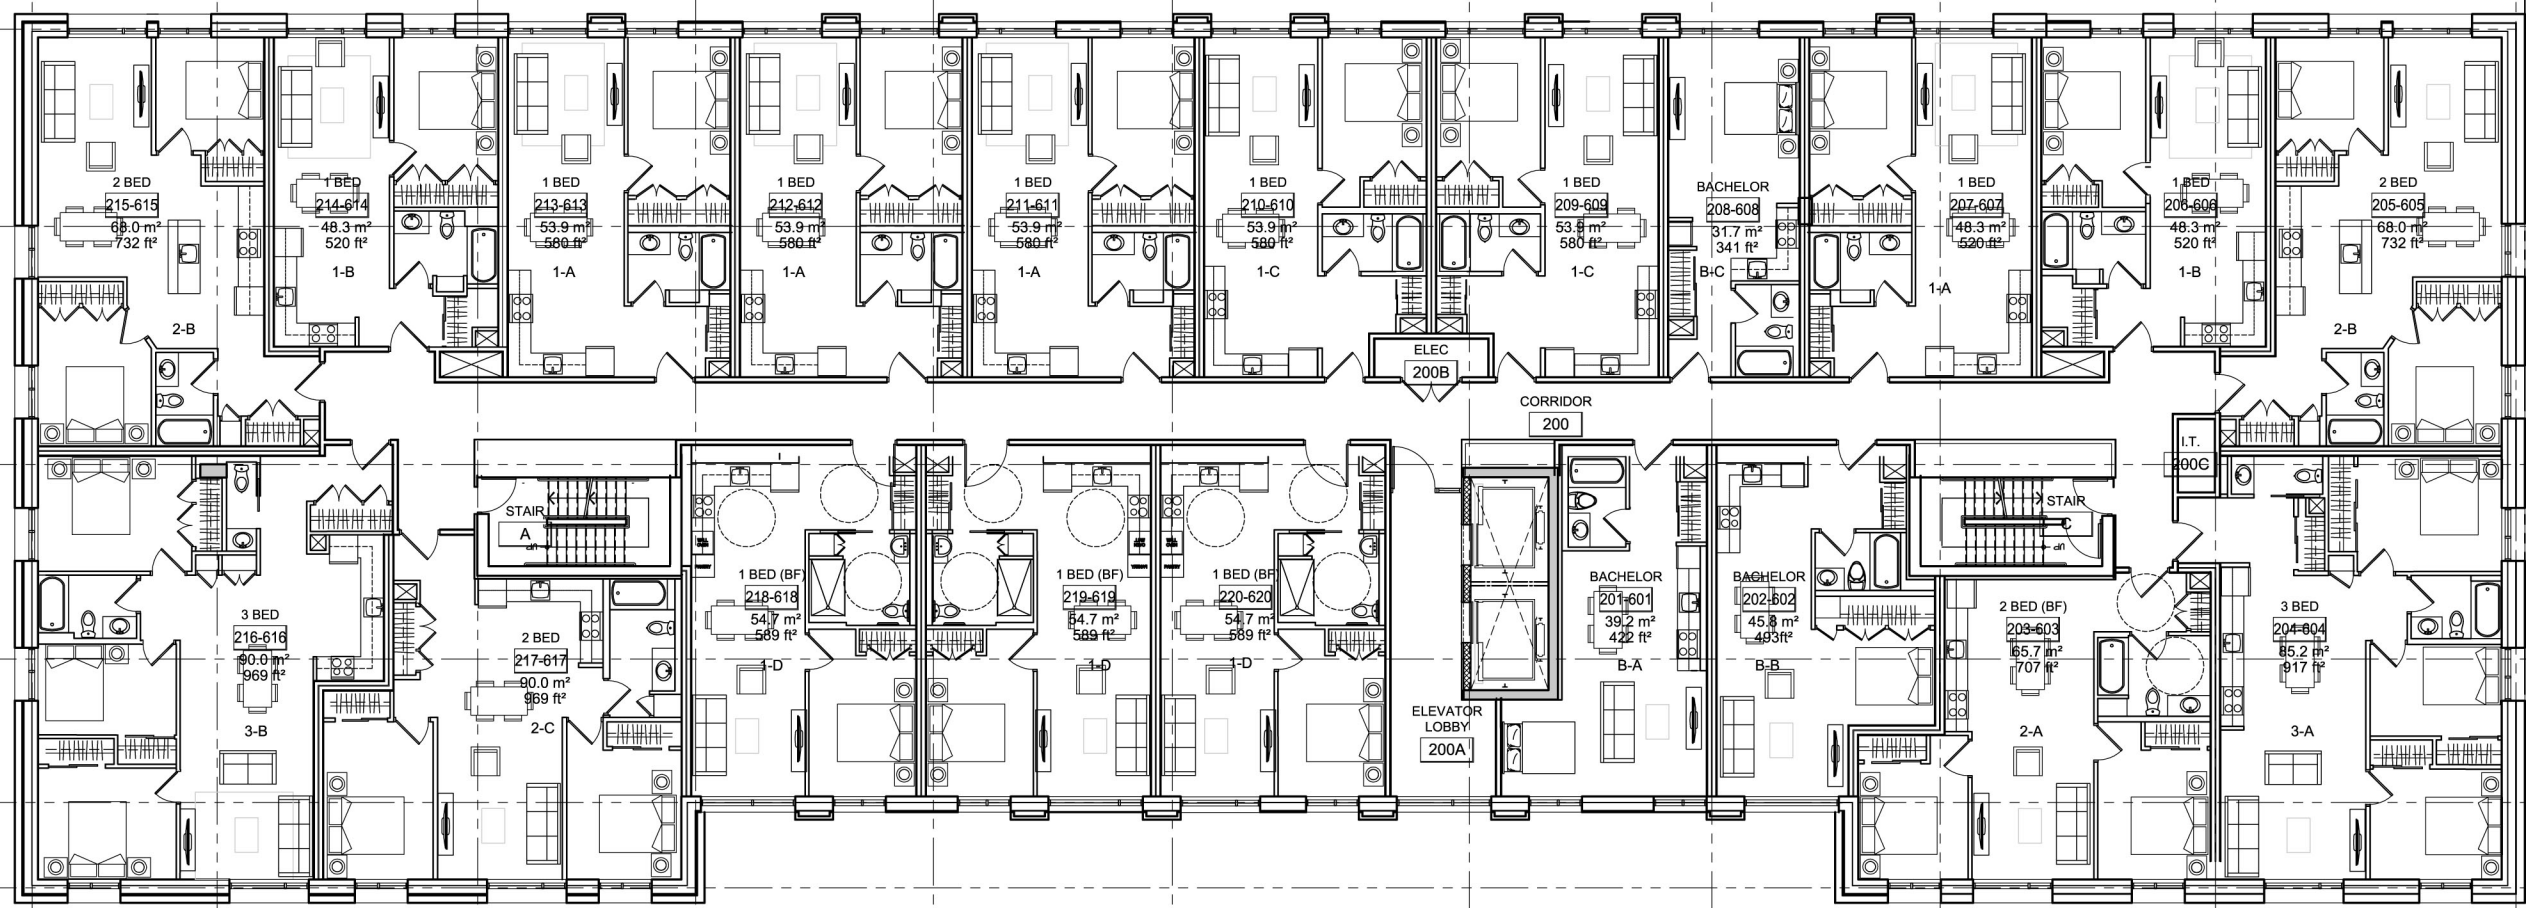 2 BED
215-615
68.0 m²
732 ft²
2-B
1 BED
214-614
48.3 m²
520 ft²
1-B
1 BED
213-613
53.9 m²
580 ft²
1-A
1 BED
212-612
53.9 m²
580 ft²
1-A
1 BED
211-611
53.9 m²
580 ft²
1-A
1 BED
210-610
53.9 m²
580 ft²
1-C
1 BED
209-609
53.9 m²
580 ft²
1-C
BACHELOR
208-608
31.7 m²
341 ft²
B-C
1 BED
207-607
48.3 m²
520 ft²
1-A
1 BED
206-606
48.3 m²
520 ft²
1-B
2 BED
205-605
68.0 m²
732 ft²
2-B
ELEC
200B
CORRIDOR
200
I.T.
200C
STAIR
A
UP
STAIR
C
UP
3 BED
216-616
90.0 m²
969 ft²
3-B
2 BED
217-617
90.0 m²
969 ft²
2-C
WALL
OVEN
PANTRY
1 BED (BF)
218-618
54.7 m²
589 ft²
1-D
1 BED (BF)
219-619
54.7 m²
589 ft²
1-D
WALL
OVEN
PANTRY
1 BED (BF)
220-620
54.7 m²
589 ft²
1-D
ELEVATOR
LOBBY
200A
BACHELOR
201-601
39.2 m²
422 ft²
B-A
BACHELOR
202-602
45.8 m²
493ft²
B-B
2 BED (BF)
203-603
65.7 m²
707 ft²
2-A
3 BED
204-604
85.2 m²
917 ft²
3-A